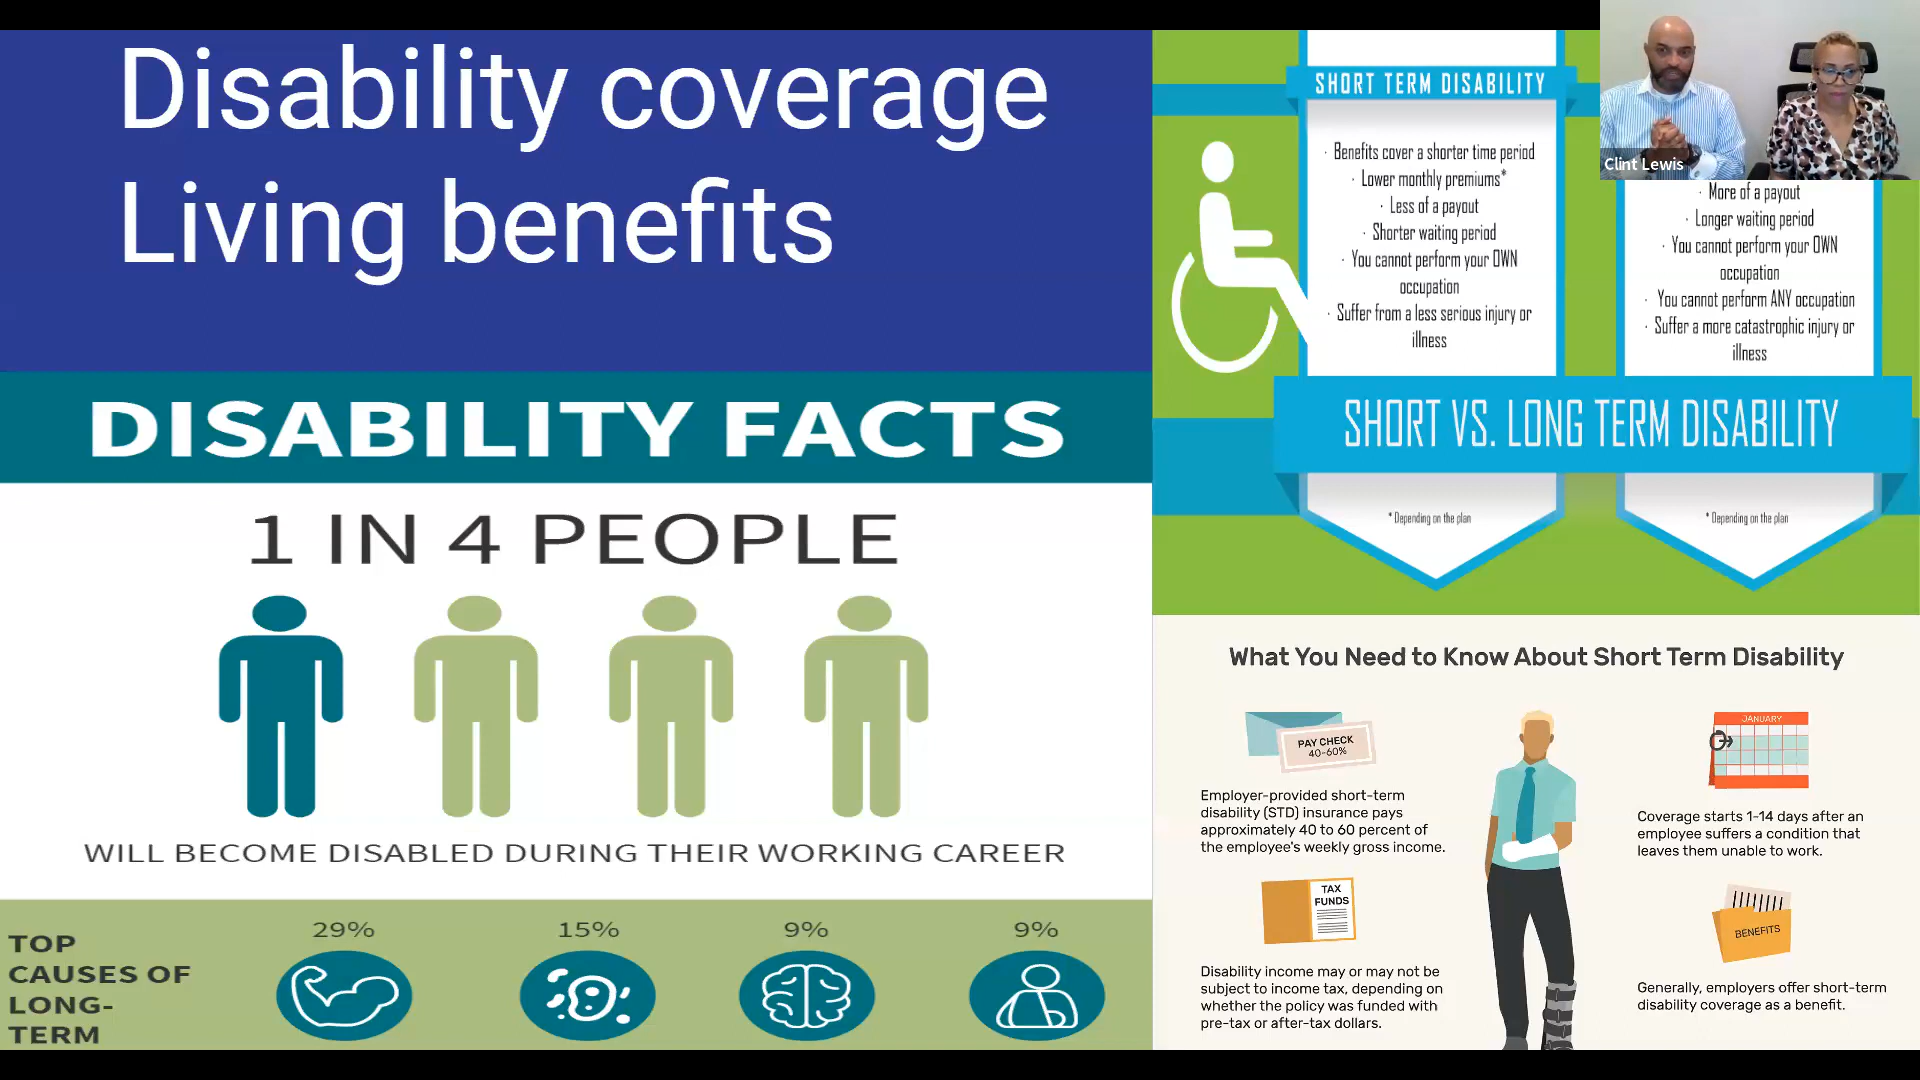 Disability coverage
Living benefits
DISABILITY FACTS
1 IN 4 PEOPLE
WILL BECOME DISABLED DURING THEIR WORKING CAREER
TOP
CAUSES OF
LONG-
TERM
29%
15%
9%
9%
SHORT TERM DISABILITY
· Benefits cover a shorter time period
· Lower monthly premiums*
· Less of a payout
· Shorter waiting period
· You cannot perform your OWN
occupation
· Suffer from a less serious injury or
illness
Clint Lewis
· More of a payout
· Longer waiting period
· You cannot perform your OWN
occupation
· You cannot perform ANY occupation
· Suffer a more catastrophic injury or
illness
SHORT VS. LONG TERM DISABILITY
* Depending on the plan
* Depending on the plan
What You Need to Know About Short Term Disability
PAY CHECK
40-60%
Employer-provided short-term
disability (STD) insurance pays
approximately 40 to 60 percent of
the employee's weekly gross income.
TAX
FUNDS
Disability income may or may not be
subject to income tax, depending on
whether the policy was funded with
pre-tax or after-tax dollars.
JANUARY
Coverage starts 1-14 days after an
employee suffers a condition that
leaves them unable to work.
BENEFITS
Generally, employers offer short-term
disability coverage as a benefit.